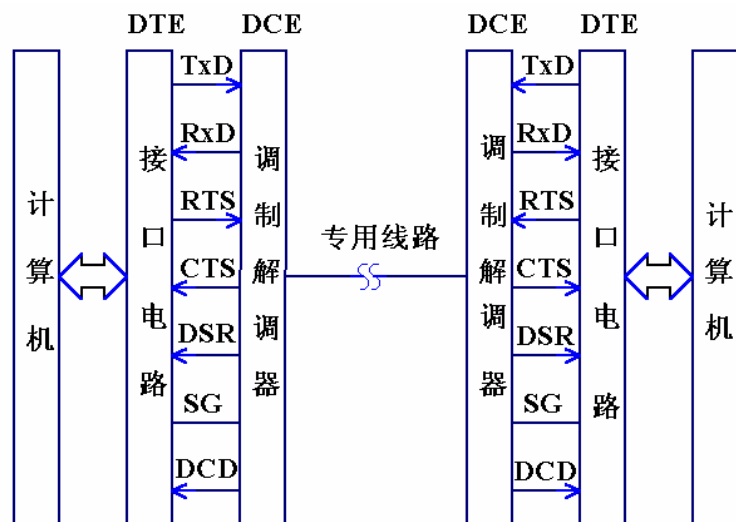 DTE DCE DCE DTE
TxD TxD
RxD RxD
RTS RTS
CTS CTS
DSR DSR
SG SG
DCD DCD
计算机
接口电路
调制解调器
专用线路
调制解调器
接口电路
计算机